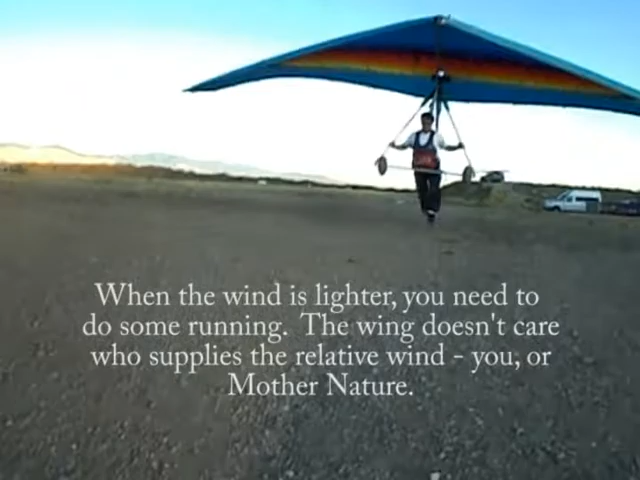 When the wind is lighter, you need to
do some running.  The wing doesn't care
who supplies the relative wind - you, or
Mother Nature.